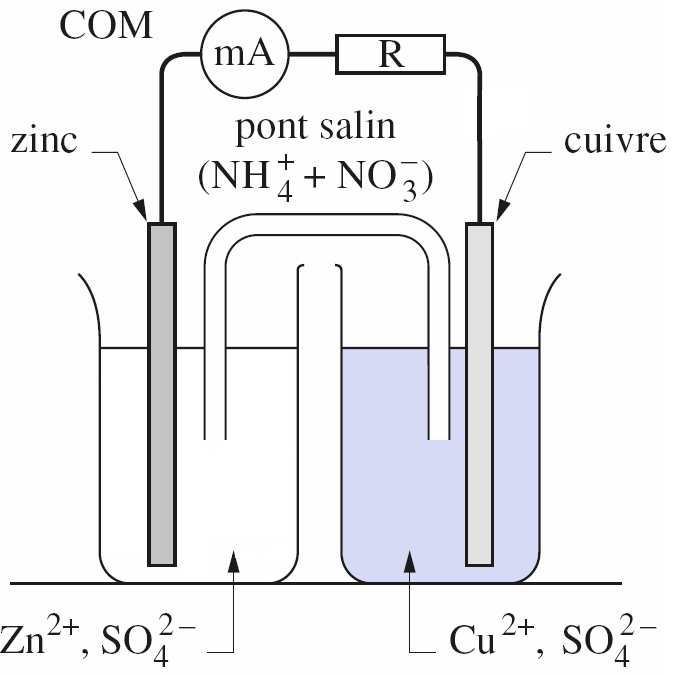 COM
mA
R
pont salin
(NH₄⁺ + NO₃⁻)
zinc
cuivre
Zn²⁺, SO₄²⁻
Cu²⁺, SO₄²⁻